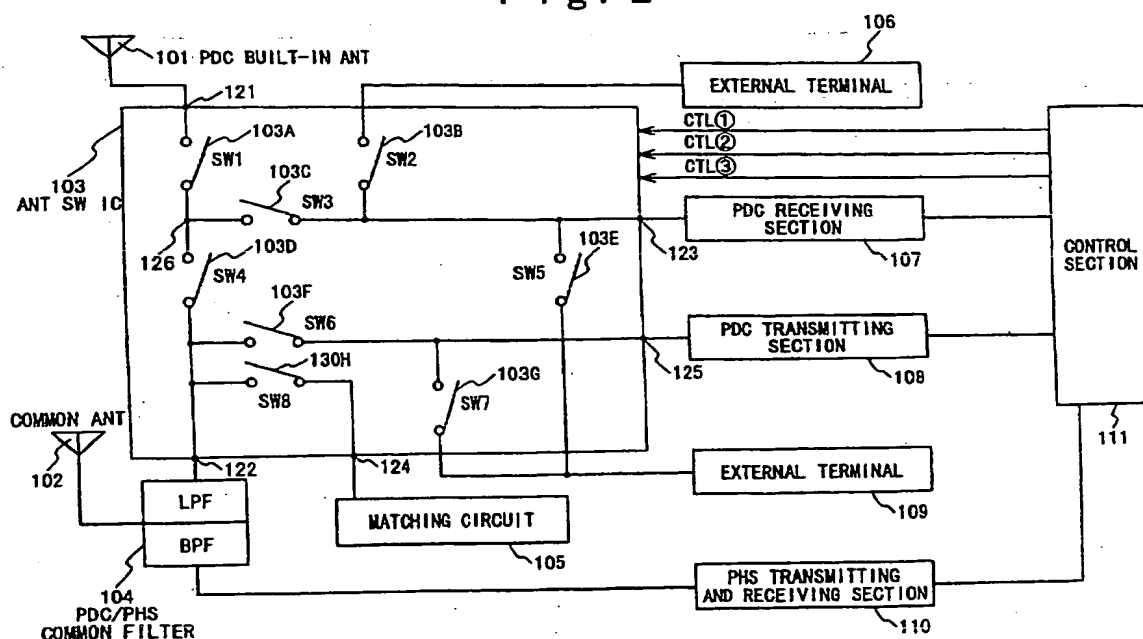 Fig. 2
101 PDC BUILT-IN ANT
106
EXTERNAL TERMINAL
121
103
ANT SW IC
103A
SW1
103B
SW2
CTL①
CTL②
CTL③
103C
SW3
126
103D
SW4
103E
SW5
123
PDC RECEIVING
SECTION
107
CONTROL
SECTION
103F
SW6
130H
SW8
103G
SW7
125
PDC TRANSMITTING
SECTION
108
111
COMMON ANT
102
122
124
LPF
BPF
MATCHING CIRCUIT
105
EXTERNAL TERMINAL
109
104
PDC/PHS
COMMON FILTER
PHS TRANSMITTING
AND RECEIVING SECTION
110